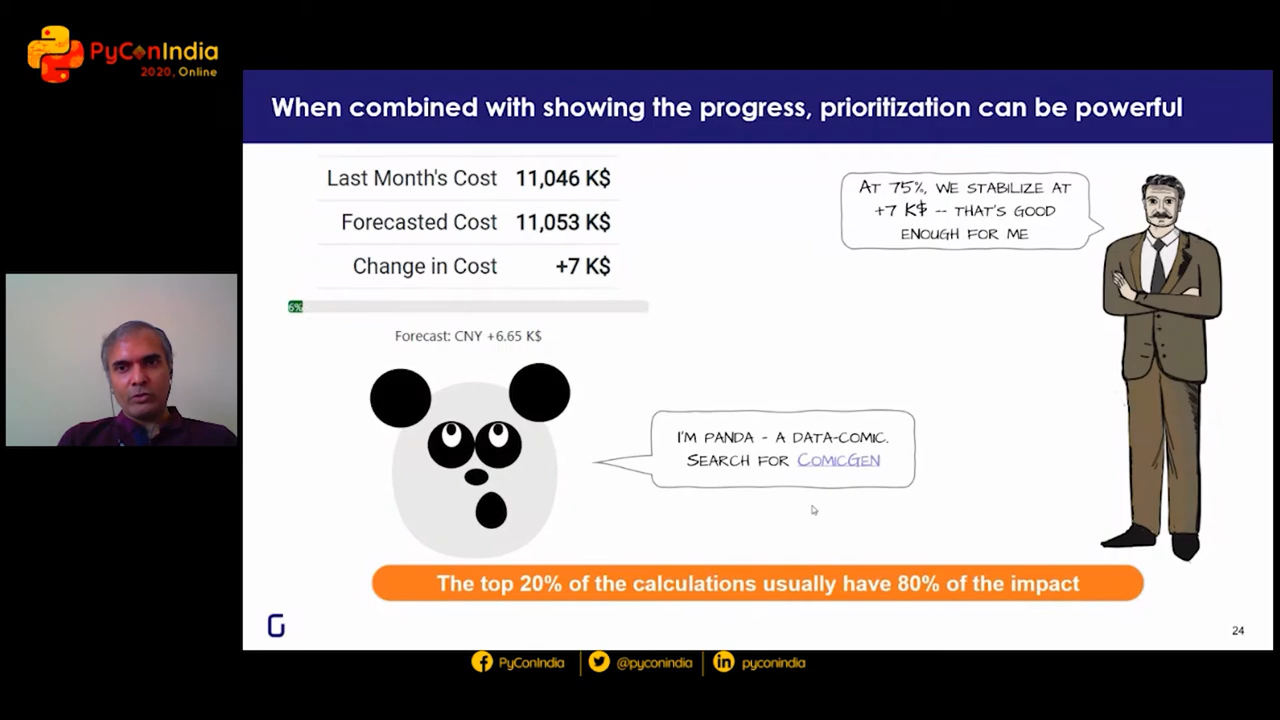 PyConIndia
2020, Online
When combined with showing the progress, prioritization can be powerful
Last Month's Cost 11,046 K$
Forecasted Cost 11,053 K$
Change in Cost +7 K$
6%
Forecast: CNY +6.65 K$
AT 75%, WE STABILIZE AT
+7 K$ -- THAT'S GOOD
ENOUGH FOR ME
I'M PANDA - A DATA-COMIC.
SEARCH FOR COMICGEN
The top 20% of the calculations usually have 80% of the impact
24
PyConIndia
@pyconindia
pyconindia